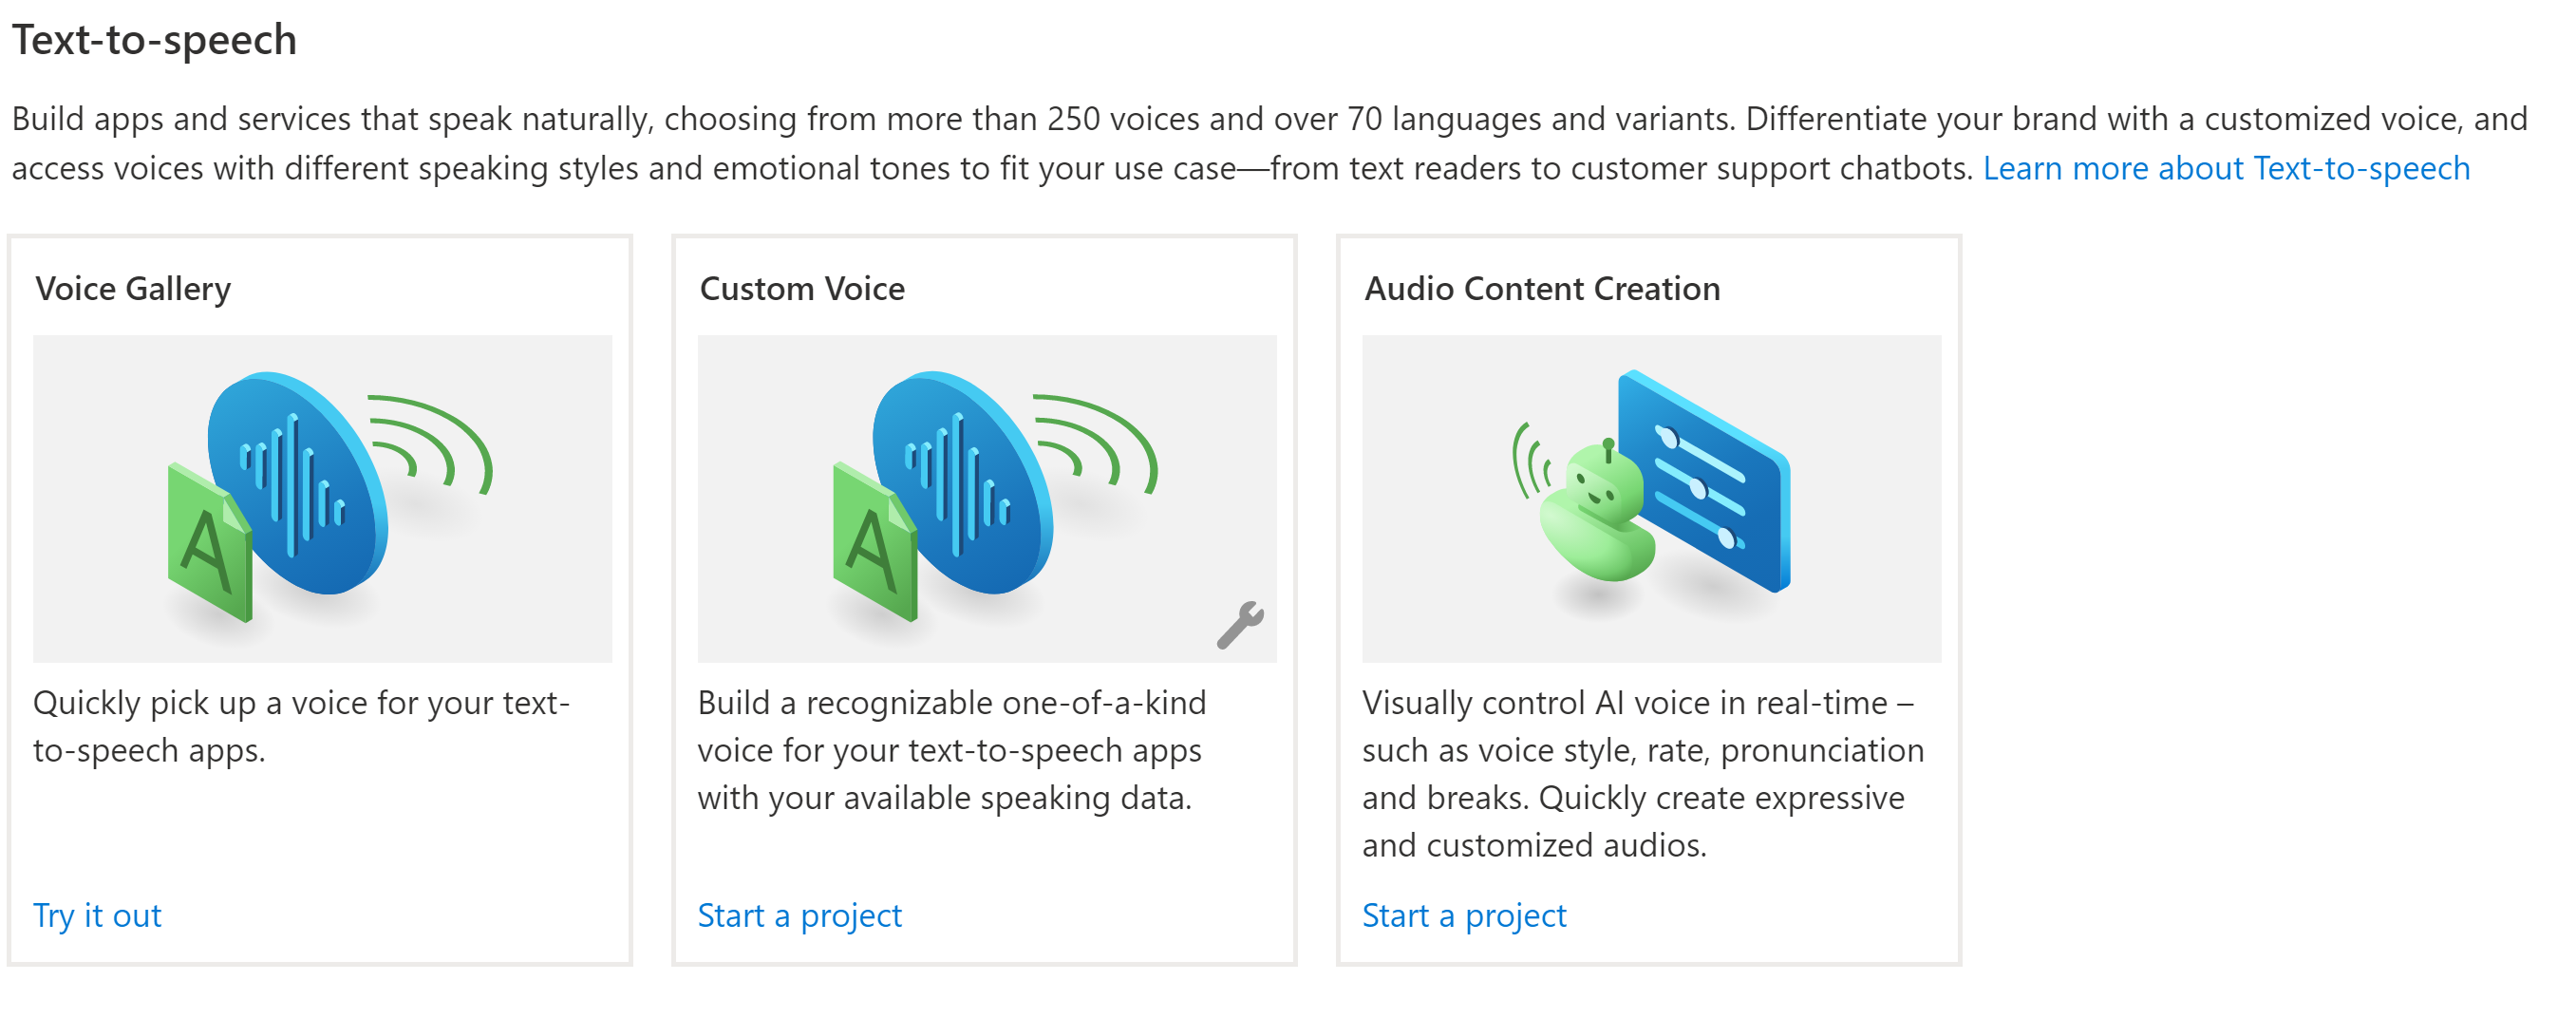 Text-to-speech
Build apps and services that speak naturally, choosing from more than 250 voices and over 70 languages and variants. Differentiate your brand with a customized voice, and
access voices with different speaking styles and emotional tones to fit your use case—from text readers to customer support chatbots. Learn more about Text-to-speech
Voice Gallery
A
Quickly pick up a voice for your text-
to-speech apps.
Try it out
Custom Voice
A
Build a recognizable one-of-a-kind
voice for your text-to-speech apps
with your available speaking data.
Start a project
Audio Content Creation
Visually control AI voice in real-time –
such as voice style, rate, pronunciation
and breaks. Quickly create expressive
and customized audios.
Start a project